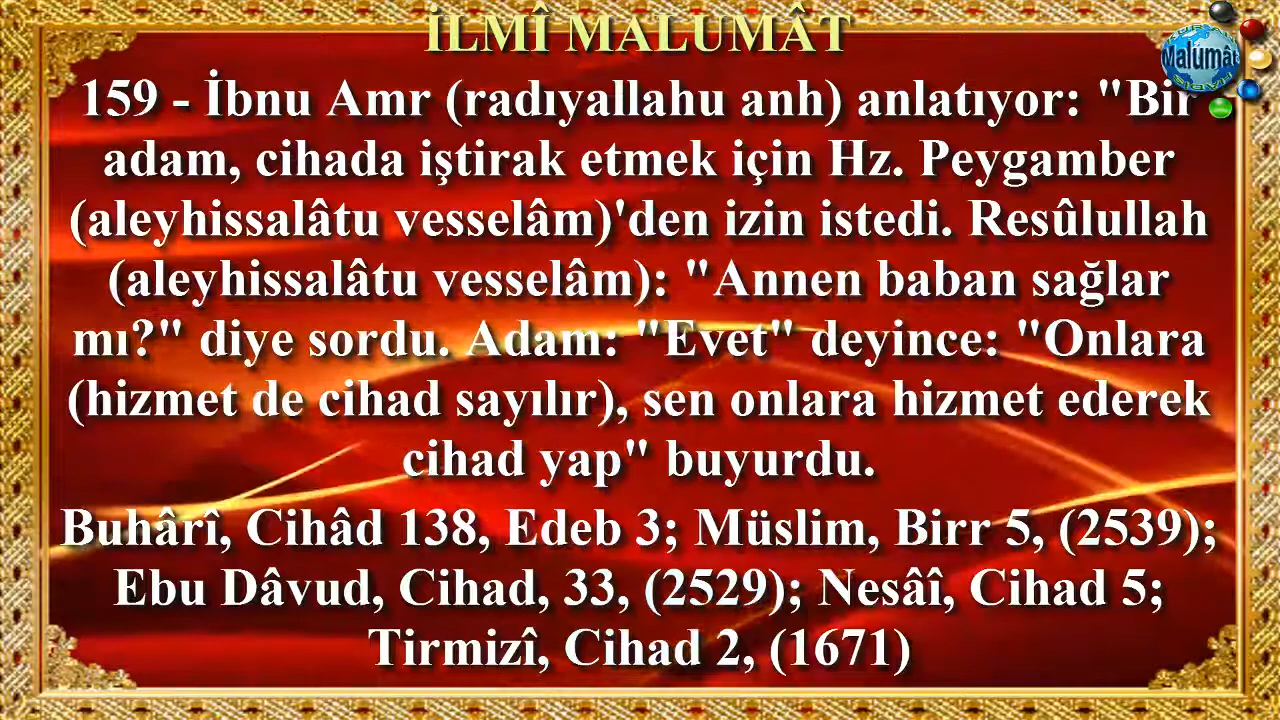 İLMÎ MALUMÂT
Malumât
159 - İbnu Amr (radıyallahu anh) anlatıyor: "Bir
adam, cihada iştirak etmek için Hz. Peygamber
(aleyhissalâtu vesselâm)'den izin istedi. Resûlullah
(aleyhissalâtu vesselâm): "Annen baban sağlar
mı?" diye sordu. Adam: "Evet" deyince: "Onlara
(hizmet de cihad sayılır), sen onlara hizmet ederek
cihad yap" buyurdu.
Buhârî, Cihâd 138, Edeb 3; Müslim, Birr 5, (2539);
Ebu Dâvud, Cihad, 33, (2529); Nesâî, Cihad 5;
Tirmizî, Cihad 2, (1671)